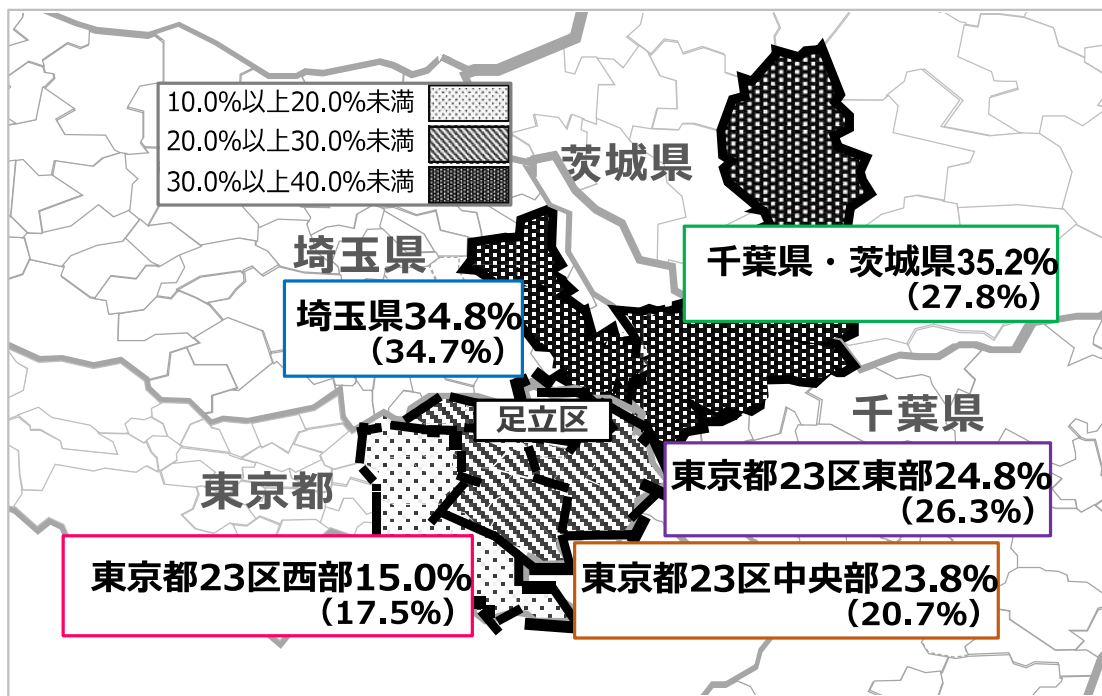 10.0%以上20.0%未満
20.0%以上30.0%未満
30.0%以上40.0%未満
茨城県
埼玉県
千葉県・茨城県35.2%
（27.8%）
埼玉県34.8%
（34.7%）
足立区
千葉県
東京都
東京都23区東部24.8%
（26.3%）
東京都23区西部15.0%
（17.5%）
東京都23区中央部23.8%
（20.7%）